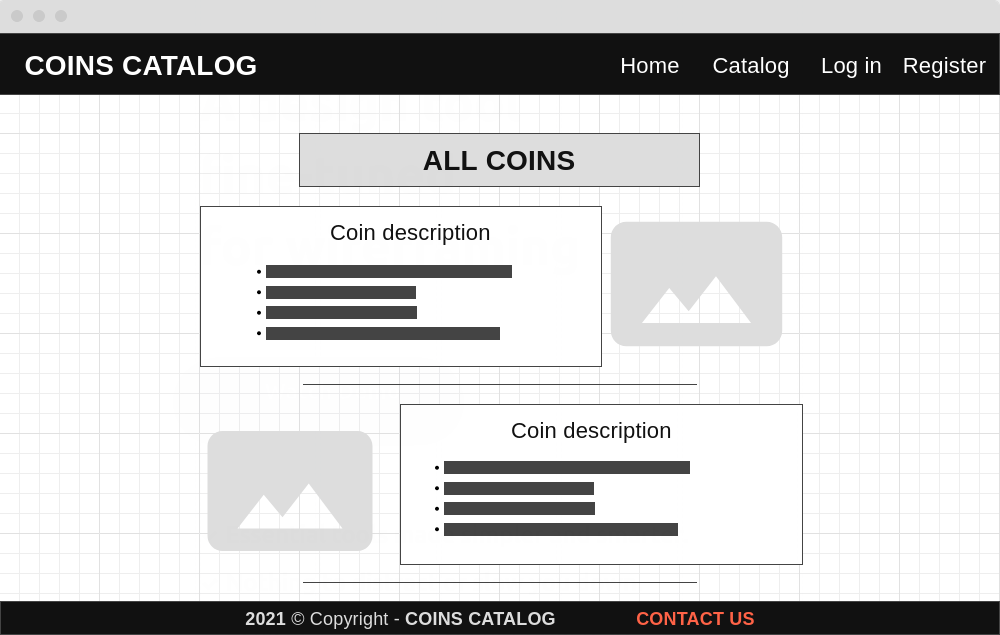 COINS CATALOG
Home Catalog Log in Register
ALL COINS
Coin description
Coin description
2021 © Copyright - COINS CATALOG
CONTACT US